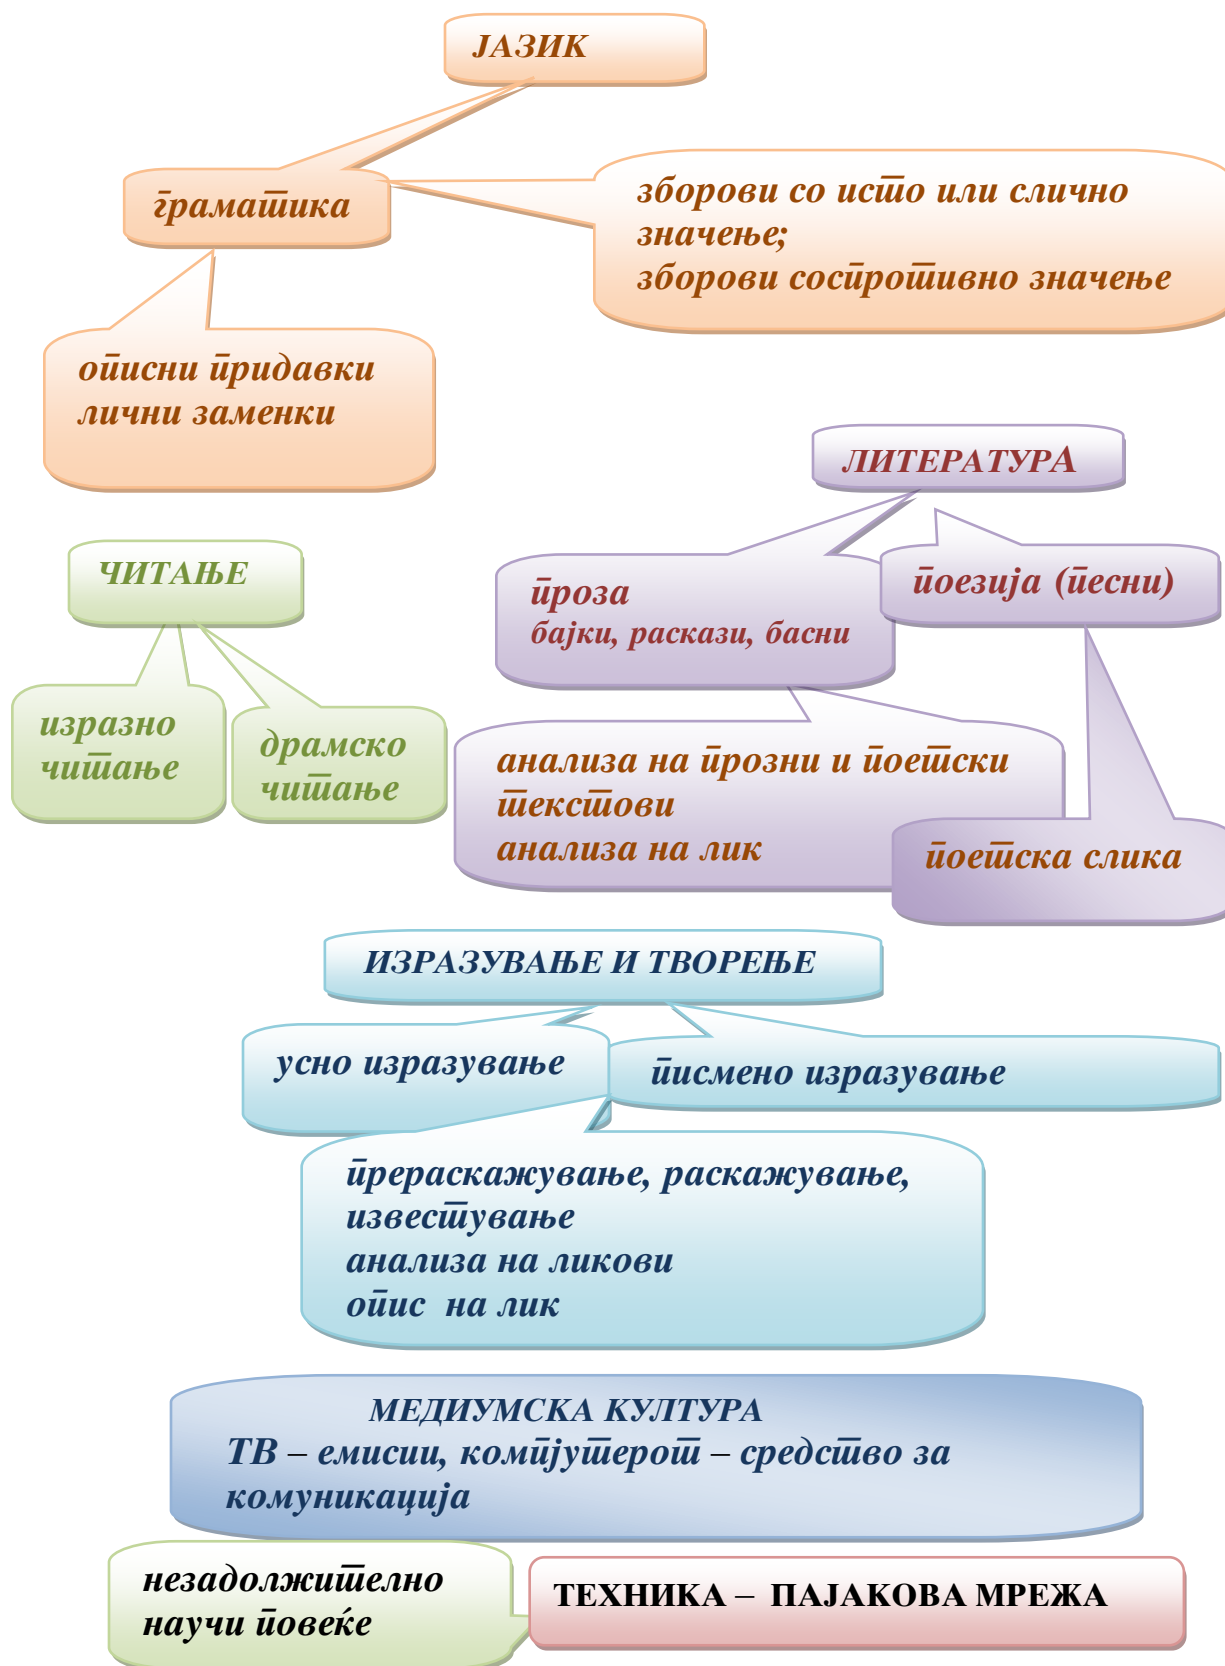 ЈАЗИК
граматика
зборови со исто или слично
значење;
зборови соспротивно значење
описни придавки
лични заменки
ЛИТЕРАТУРА
ЧИТАЊЕ
проза
бајки, раскази, басни
поезија (песни)
изразно
читање
драмско
читање
анализа на прозни и поетски
текстови
анализа на лик
поетска слика
ИЗРАЗУВАЊЕ И ТВОРЕЊЕ
усно изразување
писмено изразување
прераскажување, раскажување,
известување
анализа на ликови
опис на лик
МЕДИУМСКА КУЛТУРА
ТВ – емисии, компјутерот – средство за
комуникација
незадолжително
научи повеќе
ТЕХНИКА – ПАЈАКОВА МРЕЖА